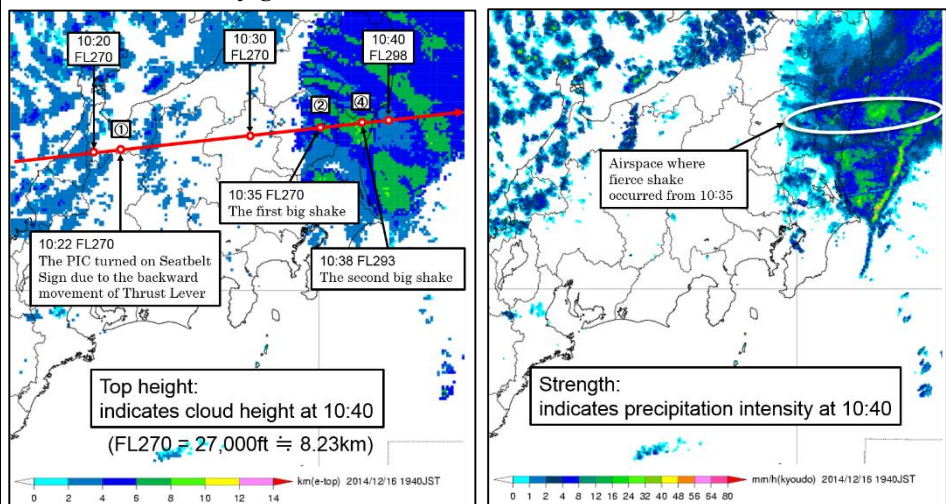 10:20
FL270
10:30
FL270
10:40
FL298
①
②
④
10:35 FL270
The first big shake
10:22 FL270
The PIC turned on Seatbelt
Sign due to the backward
movement of Thrust Lever
10:38 FL293
The second big shake
Top height:
indicates cloud height at 10:40
(FL270 = 27,000ft ≒ 8.23km)
0 2 4 6 8 10 12 14 km(e-top) 2014/12/16 1940JST
Airspace where
fierce shake
occurred from 10:35
Strength:
indicates precipitation intensity at 10:40
0 1 2 4 8 12 16 24 32 40 48 56 64 80 mm/h(kyoudo) 2014/12/16 1940JST